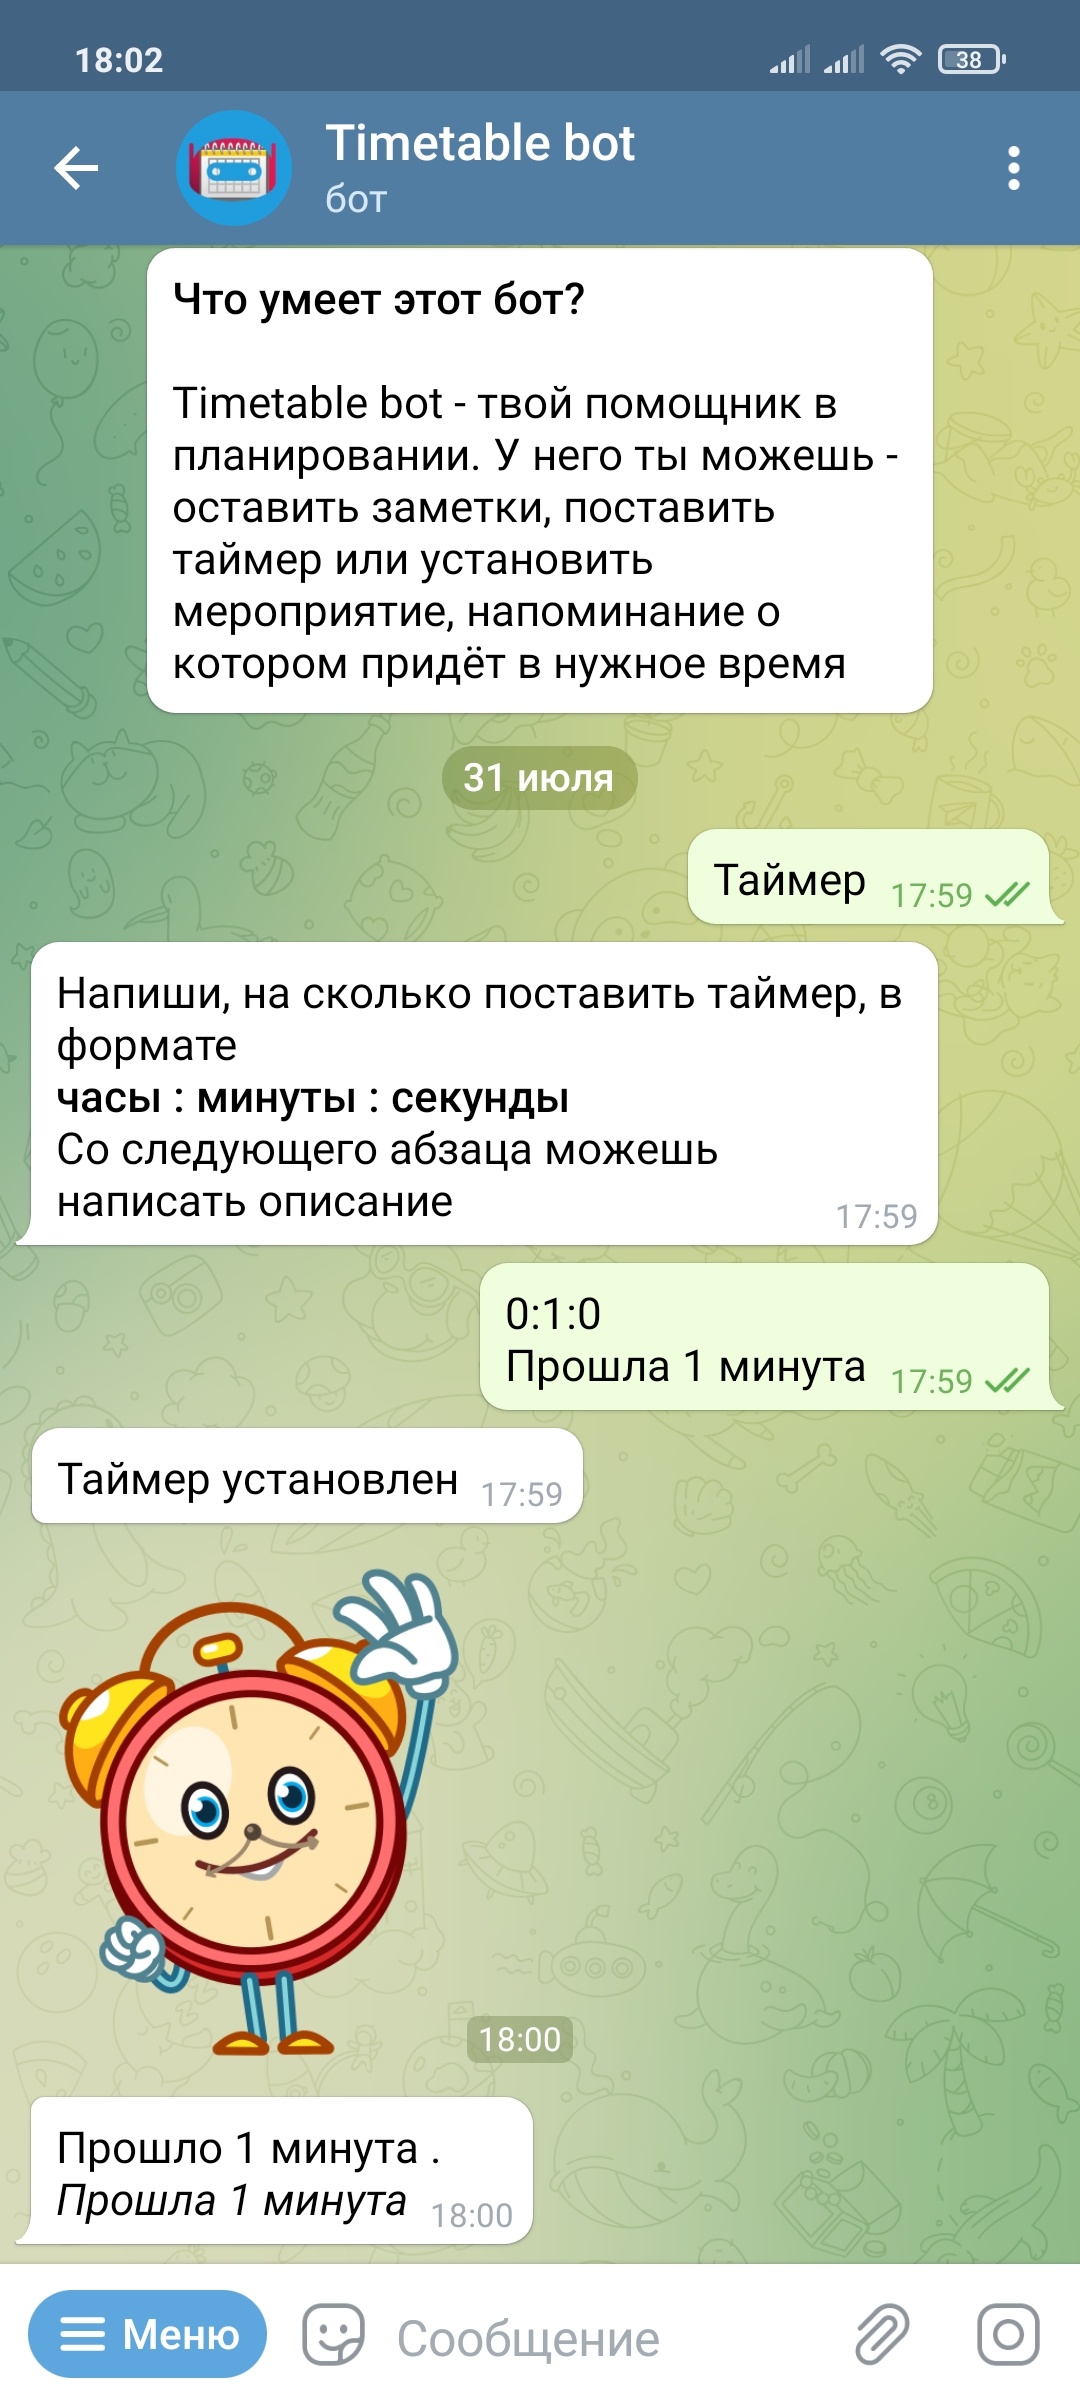 18:02
38
Timetable bot
бот
Что умеет этот бот?
Timetable bot - твой помощник в
планировании. У него ты можешь -
оставить заметки, поставить
таймер или установить
мероприятие, напоминание о
котором придёт в нужное время
31 июля
Таймер 17:59
Напиши, на сколько поставить таймер, в
формате
часы : минуты : секунды
Со следующего абзаца можешь
написать описание 17:59
0:1:0
Прошла 1 минута 17:59
Таймер установлен 17:59
18:00
Прошло 1 минута .
Прошла 1 минута 18:00
Меню Сообщение